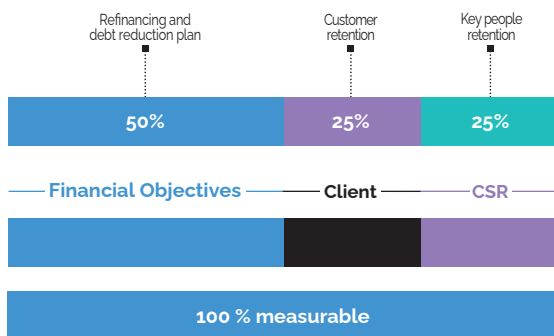 Refinancing and
debt reduction plan
Customer
retention
Key people
retention
50%
25%
25%
Financial Objectives
Client
CSR
100 % measurable